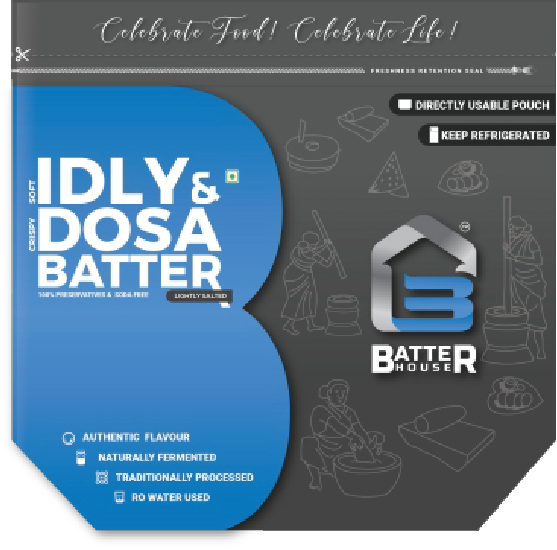 Celebrate Food! Celebrate Life!
FRESHNESS RETENTION SEAL
DIRECTLY USABLE POUCH
KEEP REFRIGERATED
SOFT
CRISPY
IDLY &
DOSA
BATTER
100% PRESERVATIVES & SODA FREE
LIGHTLY SALTED
BATTER
HOUSE
AUTHENTIC FLAVOUR
NATURALLY FERMENTED
TRADITIONALLY PROCESSED
RO WATER USED